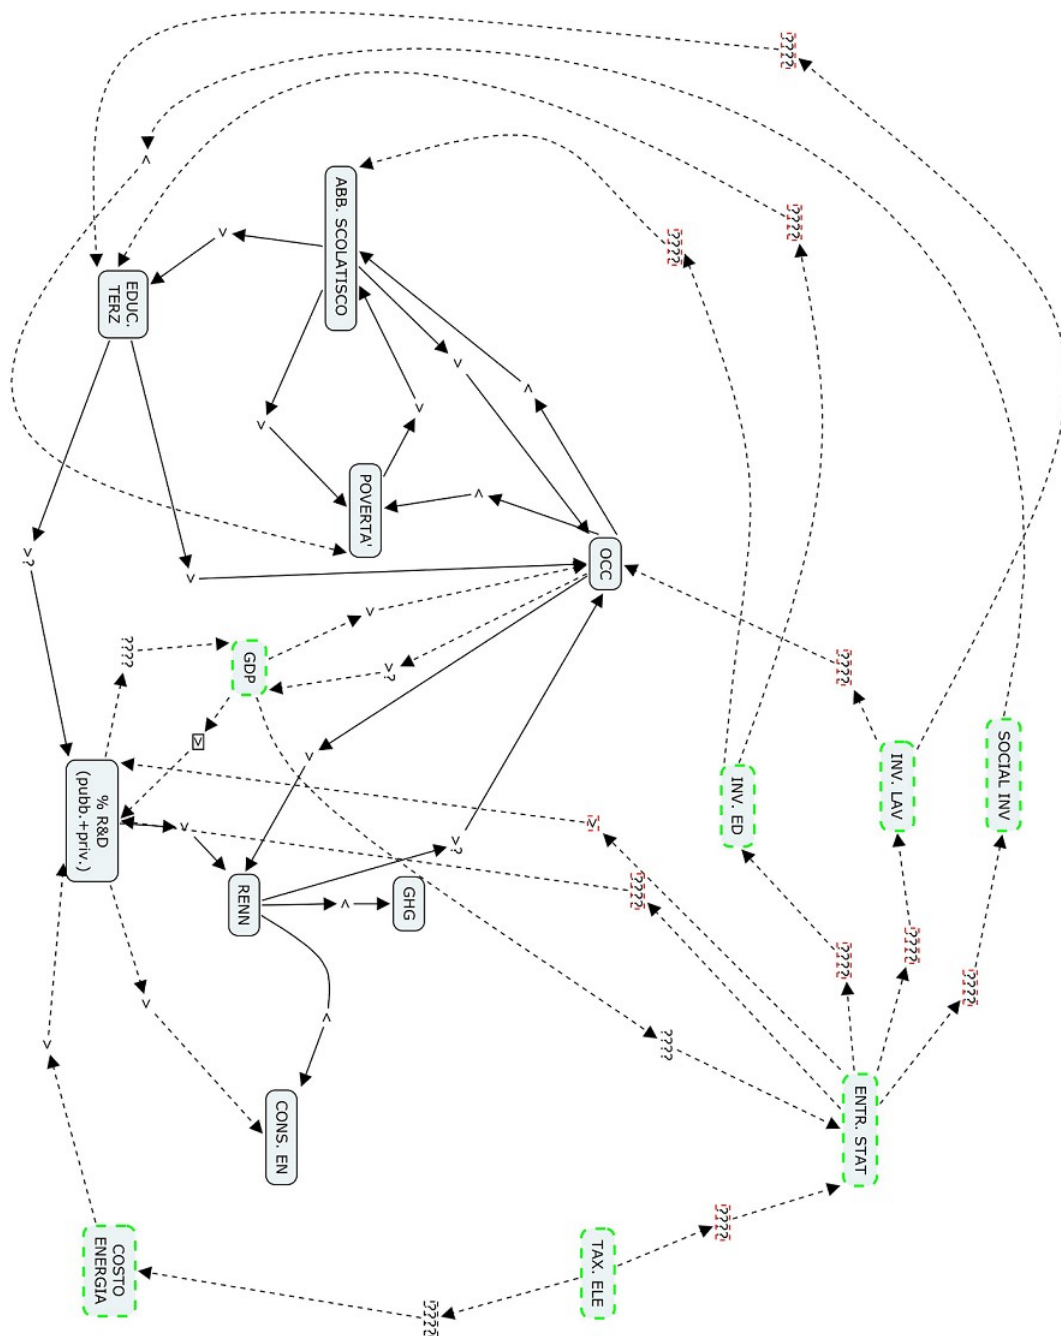 SOCIAL INV
????
????
INV. LAV
ENTR. STAT
????
????
????
????
INV. ED
????
????
????
????
OCC
TAX. ELE
>
<
<
>
>?
????
>
GHG
>?
>
POVERTA'
<
ABB. SCOLATISCO
<
>
CONS. EN
>
GDP
RENN
>
>
>
>
<
>
EDUC.
TERZ
????
COSTO
ENERGIA
% R&D
(pubb.+priv.)
>
>?